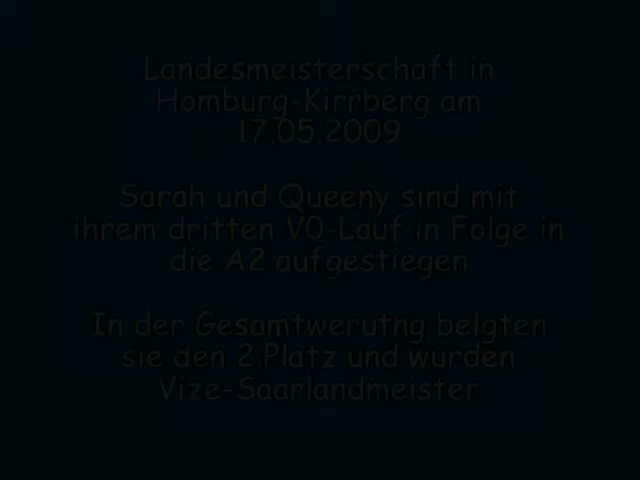 Landesmeisterschaft in
Homburg-Kirrberg am
17.05.2009
Sarah und Queeny sind mit
ihrem dritten V0-Lauf in Folge in
die A2 aufgestiegen
In der Gesamtwerutng belgten
sie den 2.Platz und wurden
Vize-Saarlandmeister